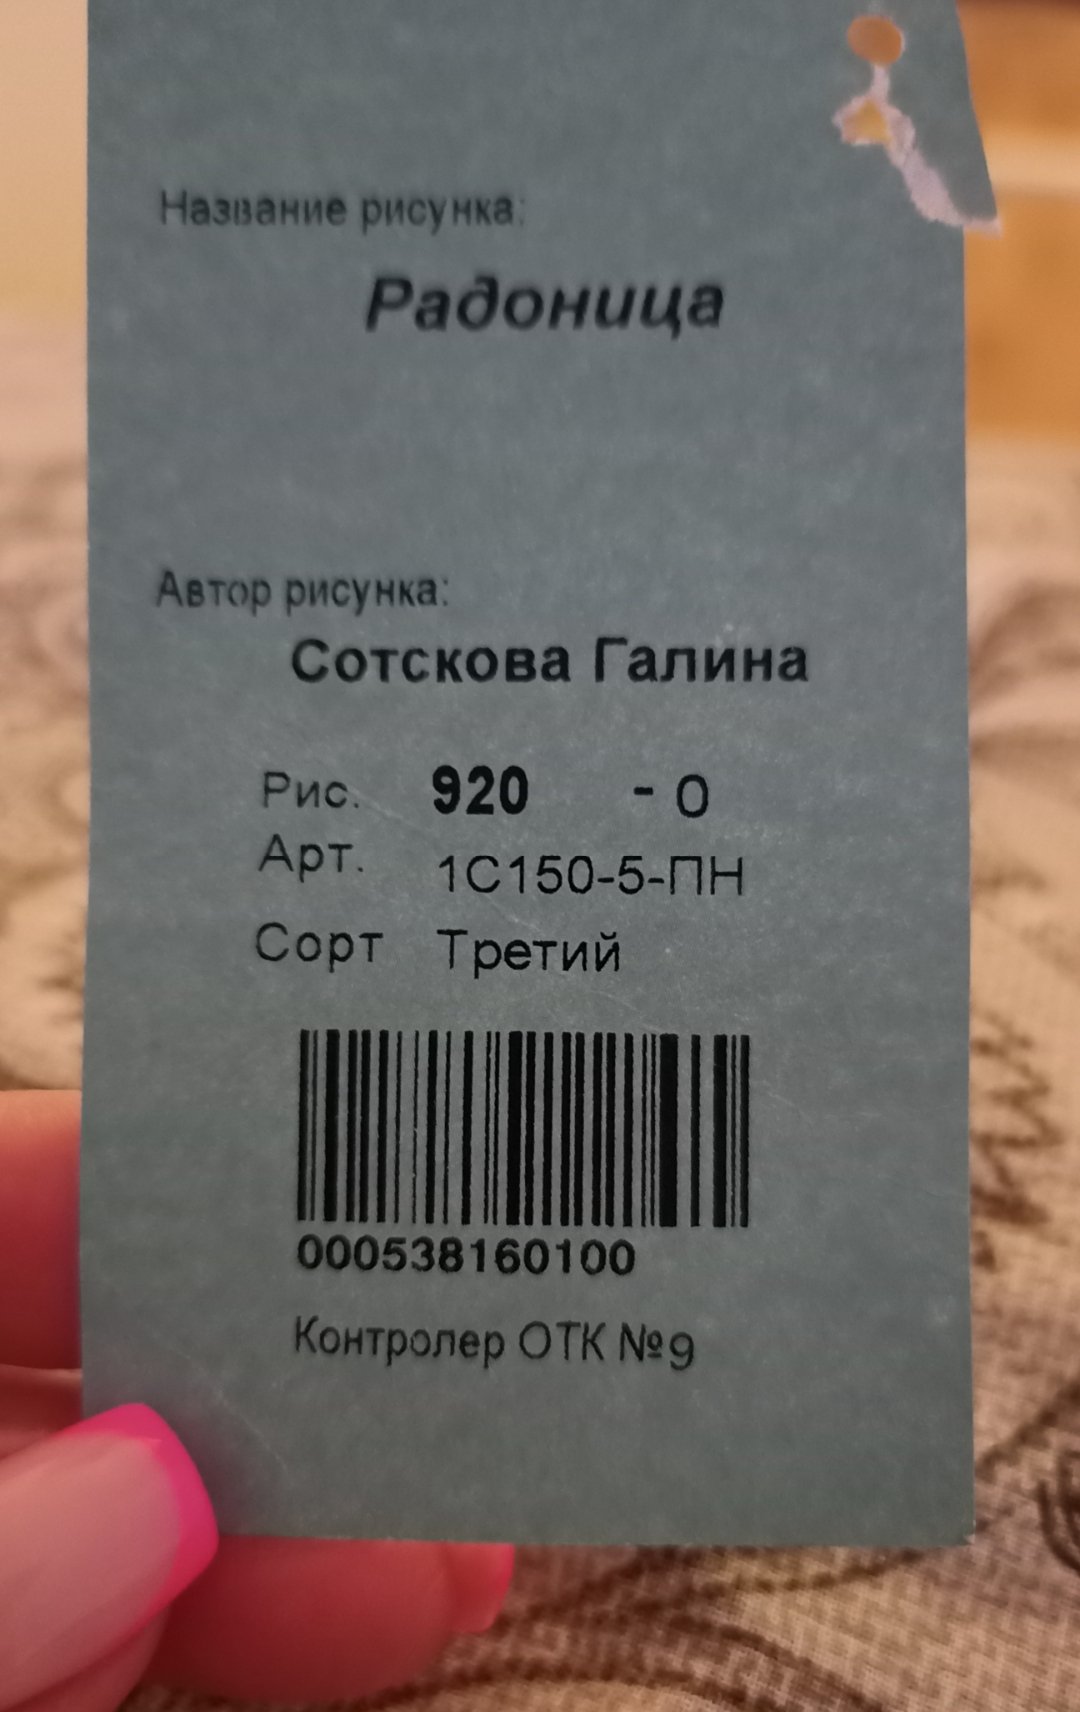 Название рисунка:
Радоница
Автор рисунка:
Сотскова Галина
Рис. 920 - 0
Арт. 1С150-5-ПН
Сорт Третий
000538160100
Контролер ОТК №9